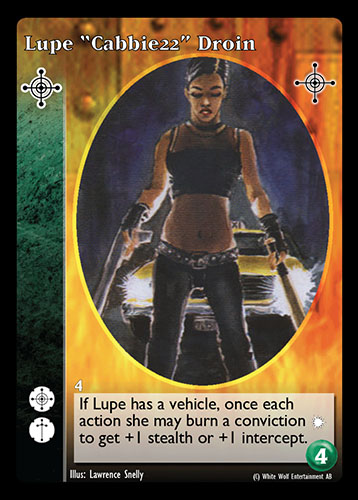 Lupe "Cabbie22" Droin
4
If Lupe has a vehicle, once each
action she may burn a conviction
to get +1 stealth or +1 intercept.
4
Illus: Lawrence Snelly
(C) White Wolf Entertainment AB